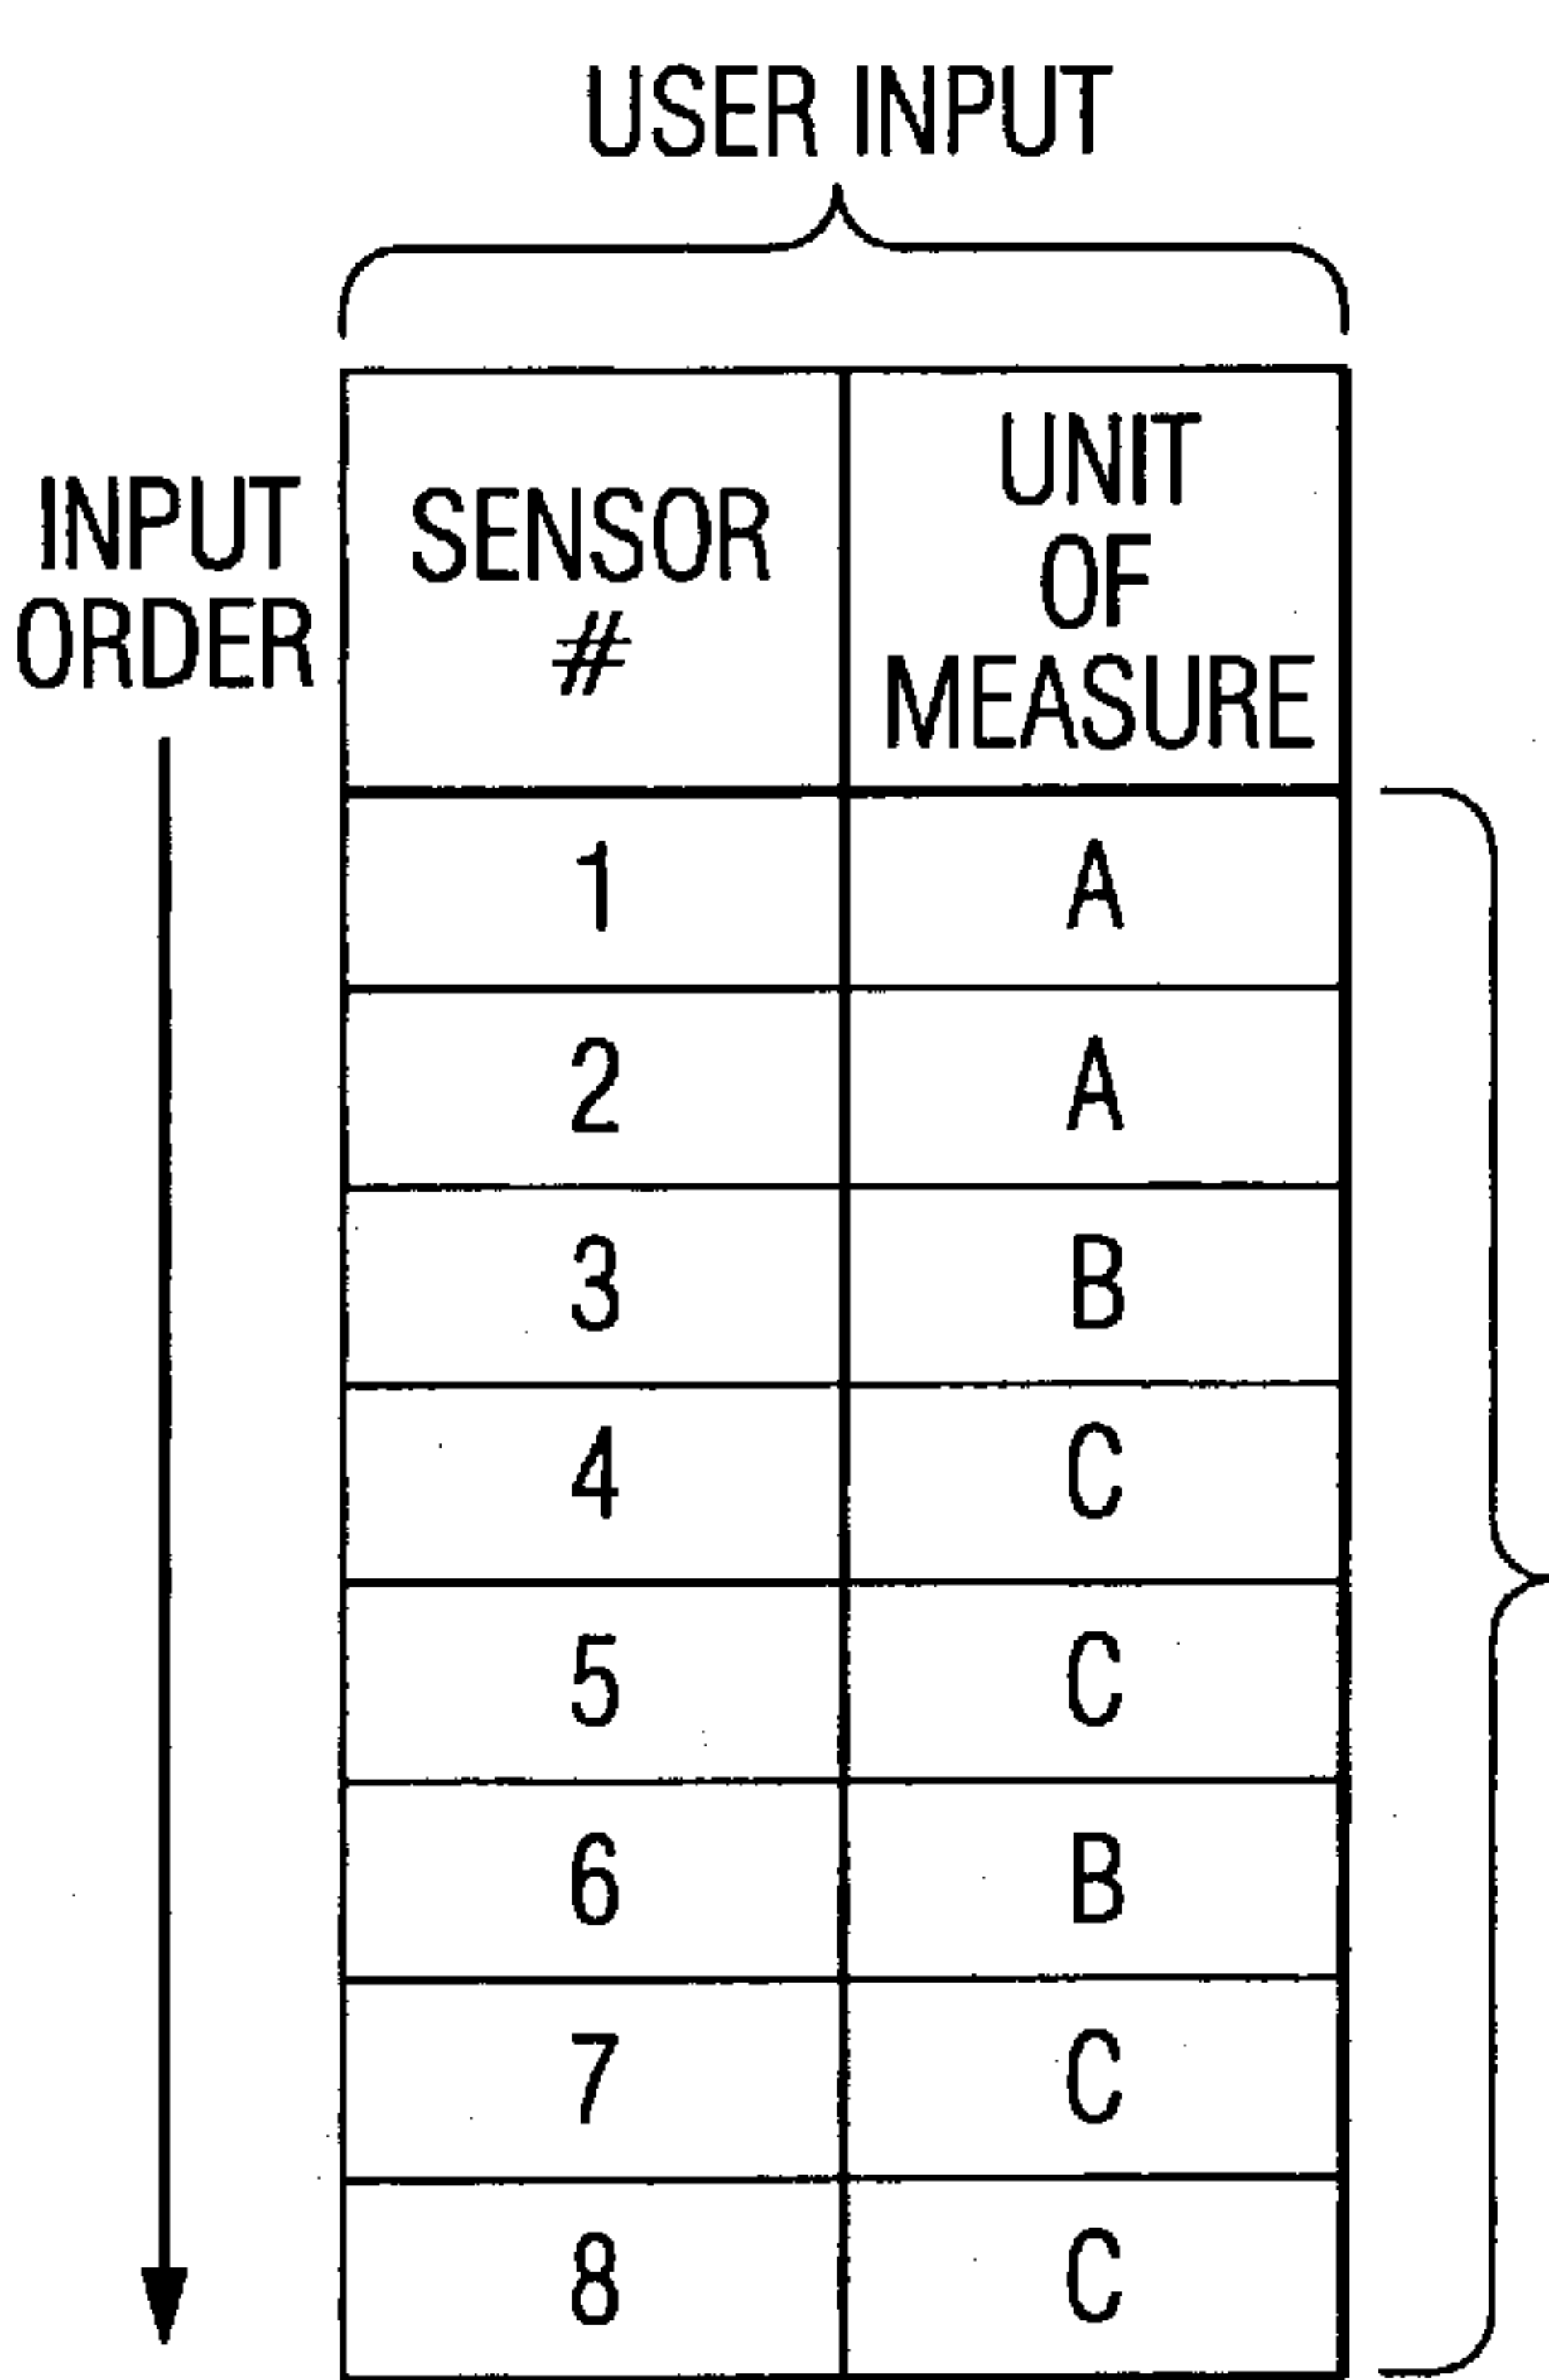 USER INPUT
INPUT
ORDER
SENSOR
#
UNIT
OF
MEASURE
1 A
2 A
3 B
4 C
5 C
6 B
7 C
8 C